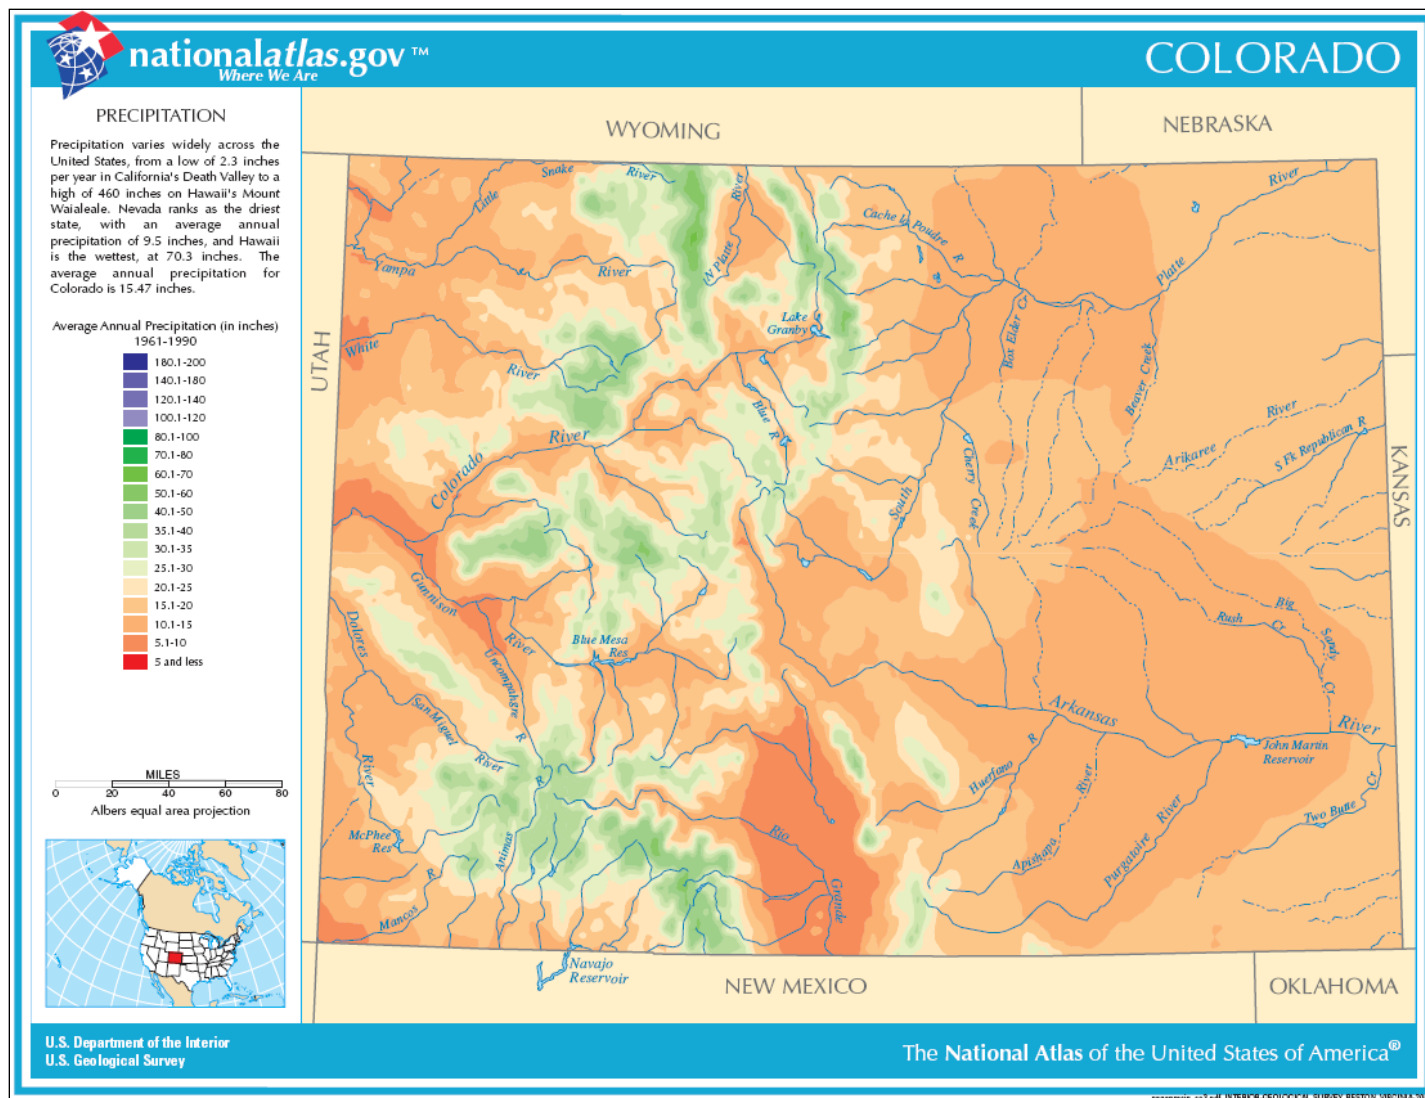 nationalatlas.gov™
Where We Are
COLORADO
PRECIPITATION
Precipitation varies widely across the
United States, from a low of 2.3 inches
per year in California's Death Valley to a
high of 460 inches on Hawaii's Mount
Waialeale. Nevada ranks as the driest
state, with an average annual
precipitation of 9.5 inches, and Hawaii
is the wettest, at 70.3 inches. The
average annual precipitation for
Colorado is 15.47 inches.
Average Annual Precipitation (in inches)
1961-1990
180.1-200
140.1-180
120.1-140
100.1-120
80.1-100
70.1-80
60.1-70
50.1-60
40.1-50
35.1-40
30.1-35
25.1-30
20.1-25
15.1-20
10.1-15
5.1-10
5 and less
MILES
0 20 40 60 80
Albers equal area projection
WYOMING
NEBRASKA
UTAH
KANSAS
NEW MEXICO
OKLAHOMA
Little Snake River
Yampa River
White River
N Platte River
Cache la Poudre R
Lake
Granby
Blue R
Colorado River
South Platte River
Box Elder Cr
Beaver Creek
Cherry Creek
Arikaree River
S Fk Republican R
Gunnison River
Dolores River
Uncompahgre R
San Miguel River
Blue Mesa
Res
McPhee
Res
Mancos R
Animas R
Rio Grande
Navajo
Reservoir
Arkansas River
Huerfano R
Apishapa River
Purgatoire River
John Martin
Reservoir
Rush Cr
Big Sandy Cr
Two Butte Cr
U.S. Department of the Interior
U.S. Geological Survey
The National Atlas of the United States of America®